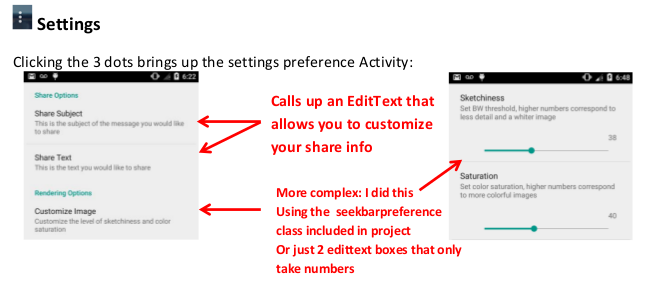 Settings
Clicking the 3 dots brings up the settings preference Activity:
6:22
Share Options
Share Subject
This is the subject of the message you would like
to share
Share Text
This is the text you would like to share
Rendering Options
Customize Image
Customize the level of sketchiness and color
saturation
Calls up an EditText that
allows you to customize
your share info
More complex: I did this
Using the seekbarpreference
class included in project
Or just 2 edittext boxes that only
take numbers
6:48
Sketchiness
Set BW threshold, higher numbers correspond to
less detail and a whiter image
38
Saturation
Set color saturation, higher numbers correspond
to more colorful images
40